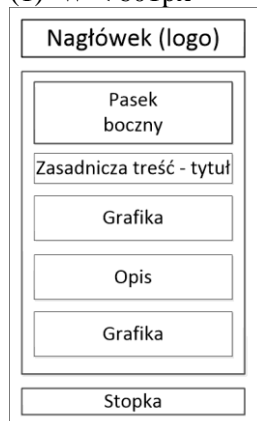 Nagłówek (logo)
Pasek
boczny
Zasadnicza treść - tytuł
Grafika
Opis
Grafika
Stopka